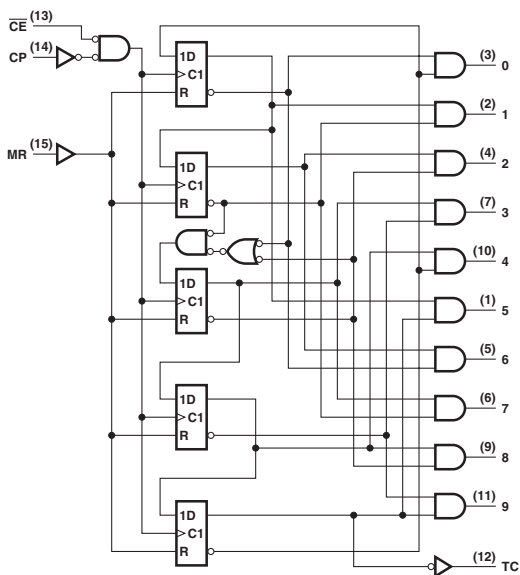 C̅E̅ (13)
CP (14)
MR (15)
1D
C1
R
1D
C1
R
1D
C1
R
1D
C1
R
1D
C1
R
(3) 0
(2) 1
(4) 2
(7) 3
(10) 4
(1) 5
(5) 6
(6) 7
(9) 8
(11) 9
(12) TC